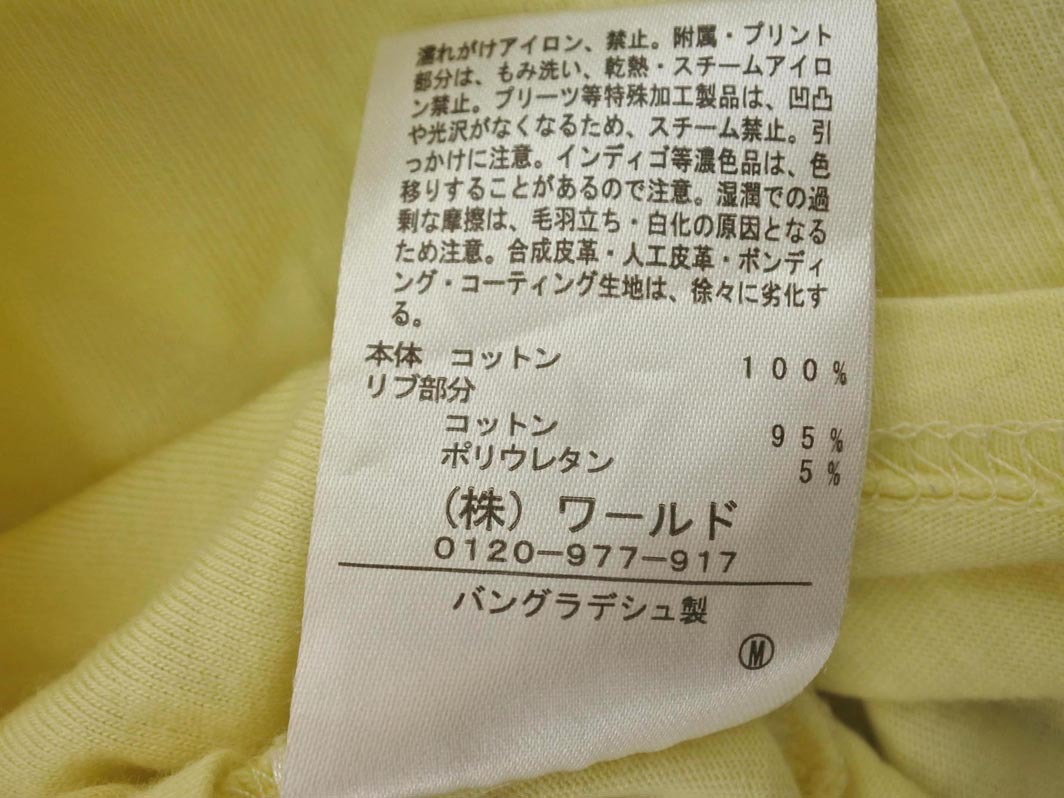 濡れがけアイロン、禁止。附属・プリント
部分は、もみ洗い、乾熱・スチームアイロ
ン禁止。プリーツ等特殊加工製品は、凹凸
や光沢がなくなるため、スチーム禁止。引
っかけに注意。インディゴ等濃色品は、色
移りすることがあるので注意。湿潤での過
剰な摩擦は、毛羽立ち・白化の原因となる
ため注意。合成皮革・人工皮革・ボンディ
ング・コーティング生地は、徐々に劣化す
る。
本体 コットン 100%
リブ部分
コットン 95%
ポリウレタン 5%
(株) ワールド
0120-977-917
バングラデシュ製
Ⓜ